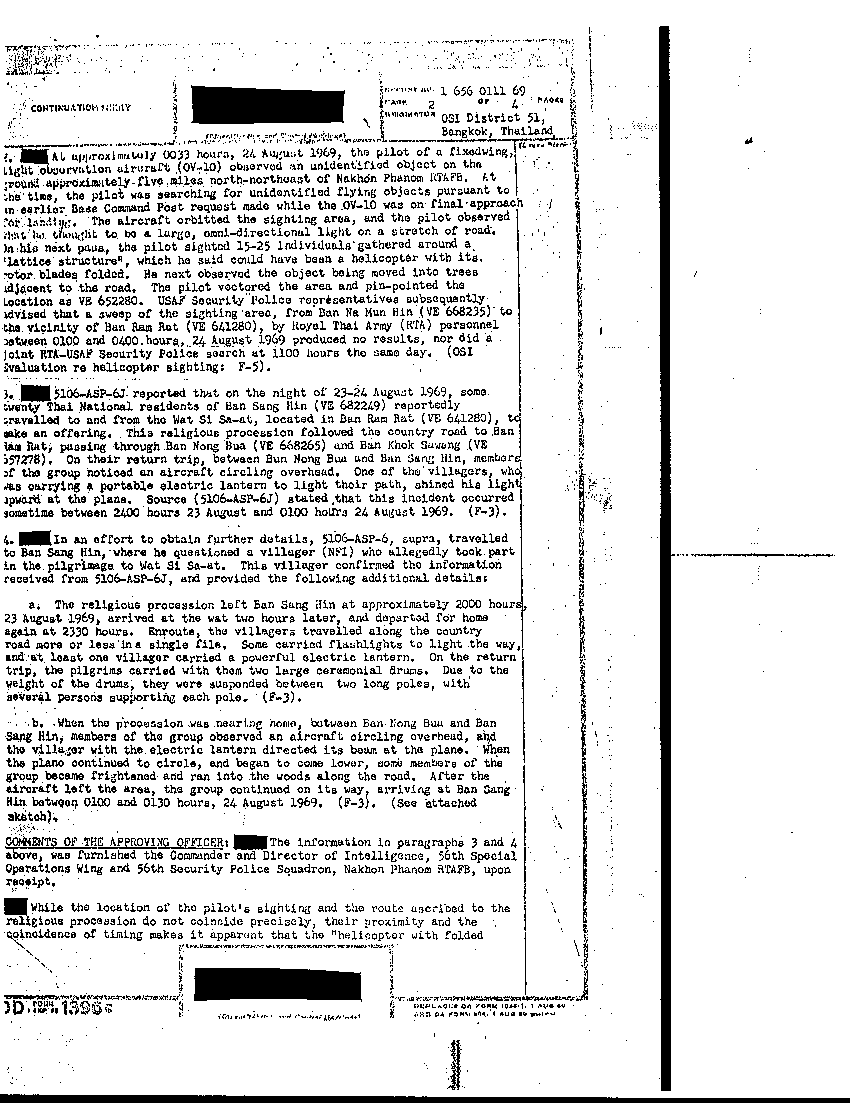 CONTINUATION
1 656 0111 69
PAGE 2 OF 4 PAGES
ORIGINATOR OSI District 51,
Bangkok, Thailand
2. At approximately 0033 hours, 24 August 1969, the pilot of a fixedwing,
light observation aircraft (OV-10) observed an unidentified object on the
ground approximately five miles north-northeast of Nakhon Phanom RTAFB. At
the time, the pilot was searching for unidentified flying objects pursuant to
an earlier Base Command Post request made while the OV-10 was on final approach
for landing. The aircraft orbitted the sighting area, and the pilot observed
what he thought to be a large, omni-directional light on a stretch of road.
In his next pass, the pilot sighted 15-25 individuals gathered around a
"lattice structure", which he said could have been a helicopter with its
rotor blades folded. He next observed the object being moved into trees
adjacent to the road. The pilot vectored the area and pin-pointed the
location as VE 652280. USAF Security Police representatives subsequently
advised that a sweep of the sighting area, from Ban Na Mun Hin (VE 668235) to
the vicinity of Ban Ram Rat (VE 641280), by Royal Thai Army (RTA) personnel
between 0100 and 0400 hours, 24 August 1969 produced no results, nor did a
joint RTA-USAF Security Police search at 1100 hours the same day. (OSI
Evaluation re helicopter sighting: F-5).
3. 5106-ASP-6J reported that on the night of 23-24 August 1969, some
twenty Thai National residents of Ban Sang Hin (VE 682249) reportedly
travelled to and from the Wat Si Sa-at, located in Ban Ram Rat (VE 641280), to
make an offering. This religious procession followed the country road to Ban
Ram Rat, passing through Ban Nong Bua (VE 668265) and Ban Khok Sawang (VE
657278). On their return trip, between Ban Nong Bua and Ban Sang Hin, members
of the group noticed an aircraft circling overhead. One of the villagers, who
was carrying a portable electric lantern to light their path, shined his light
upward at the plane. Source (5106-ASP-6J) stated that this incident occurred
sometime between 2400 hours 23 August and 0100 hours 24 August 1969. (F-3).
4. In an effort to obtain further details, 5106-ASP-6, supra, travelled
to Ban Sang Hin, where he questioned a villager (NFI) who allegedly took part
in the pilgrimage to Wat Si Sa-at. This villager confirmed the information
received from 5106-ASP-6J, and provided the following additional details:
a. The religious procession left Ban Sang Hin at approximately 2000 hours,
23 August 1969, arrived at the wat two hours later, and departed for home
again at 2330 hours. Enroute, the villagers travelled along the country
road more or less in a single file. Some carried flashlights to light the way,
and at least one villager carried a powerful electric lantern. On the return
trip, the pilgrims carried with them two large ceremonial drums. Due to the
weight of the drums, they were suspended between two long poles, with
several persons supporting each pole. (F-3).
b. When the procession was nearing home, between Ban Nong Bua and Ban
Sang Hin, members of the group observed an aircraft circling overhead, and
the villager with the electric lantern directed its beam at the plane. When
the plane continued to circle, and began to come lower, some members of the
group became frightened and ran into the woods along the road. After the
aircraft left the area, the group continued on its way, arriving at Ban Sang
Hin between 0100 and 0130 hours, 24 August 1969. (F-3). (See attached
sketch).
COMMENTS OF THE APPROVING OFFICER: The information in paragraphs 3 and 4
above, was furnished the Commander and Director of Intelligence, 56th Special
Operations Wing and 56th Security Police Squadron, Nakhon Phanom RTAFB, upon
receipt.
While the location of the pilot's sighting and the route ascribed to the
religious procession do not coincide precisely, their proximity and the
coincidence of timing makes it apparent that the "helicopter with folded
DD FORM 1396
REPLACES DA FORM 1 AUG
AND DA FORM 1 AUG